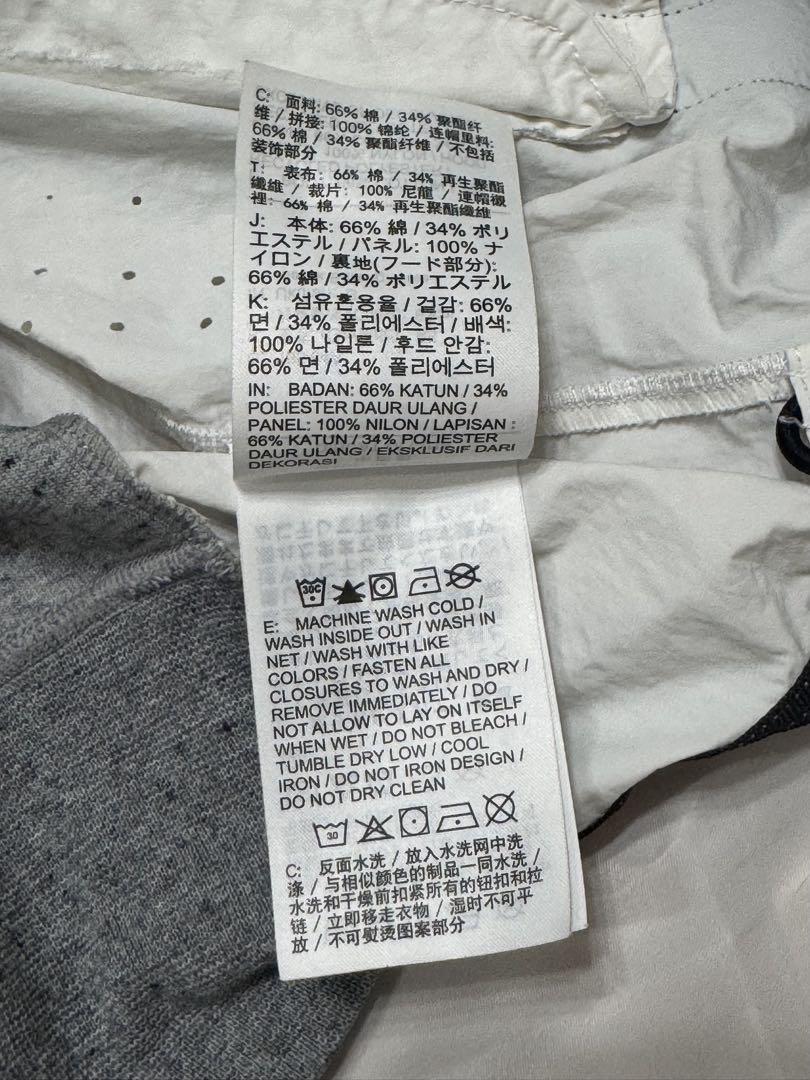 C: 面料: 66% 棉 / 34% 聚酯纤
维 / 拼接: 100% 锦纶 / 连帽里料:
66% 棉 / 34% 聚酯纤维 / 不包括
装饰部分
T: 表布: 66% 棉 / 34% 再生聚酯
纖維 / 裁片: 100% 尼龍 / 連帽襯
裡: 66% 棉 / 34% 再生聚酯纖維
J: 本体: 66% 綿 / 34% ポリ
エステル / パネル: 100% ナ
イロン / 裏地(フード部分):
66% 綿 / 34% ポリエステル
K: 섬유혼용율 / 겉감: 66%
면 / 34% 폴리에스터 / 배색:
100% 나일론 / 후드 안감:
66% 면 / 34% 폴리에스터
IN: BADAN: 66% KATUN / 34%
POLIESTER DAUR ULANG /
PANEL: 100% NILON / LAPISAN :
66% KATUN / 34% POLIESTER
DAUR ULANG / EKSKLUSIF DARI
DEKORASI
30C
E: MACHINE WASH COLD /
WASH INSIDE OUT / WASH IN
NET / WASH WITH LIKE
COLORS / FASTEN ALL
CLOSURES TO WASH AND DRY /
REMOVE IMMEDIATELY / DO
NOT ALLOW TO LAY ON ITSELF
WHEN WET / DO NOT BLEACH /
TUMBLE DRY LOW / COOL
IRON / DO NOT IRON DESIGN /
DO NOT DRY CLEAN
30
C: 反面水洗 / 放入水洗网中洗
涤 / 与相似颜色的制品一同水洗 /
水洗和干燥前扣紧所有的钮扣和拉
链 / 立即移走衣物 / 湿时不可平
放 / 不可熨烫图案部分